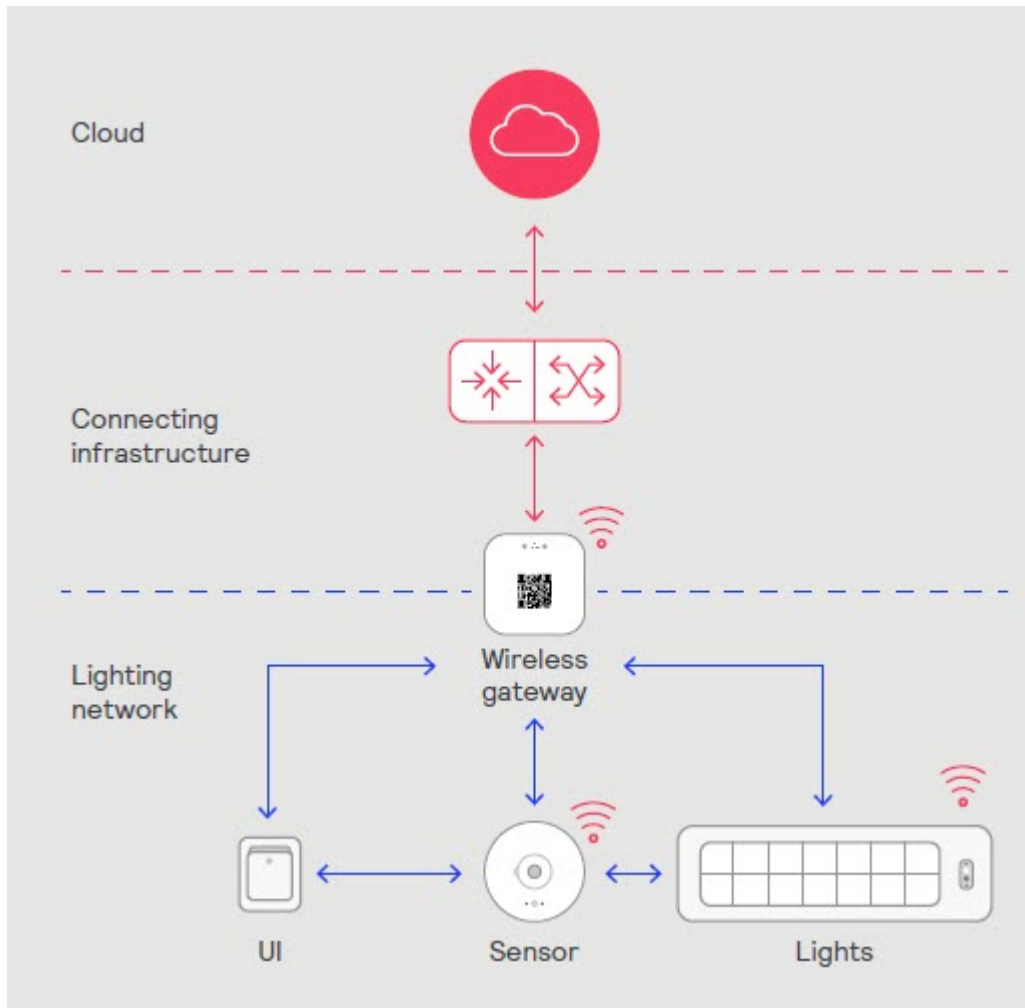 Cloud
Connecting
infrastructure
Wireless
gateway
Lighting
network
UI
Sensor
Lights